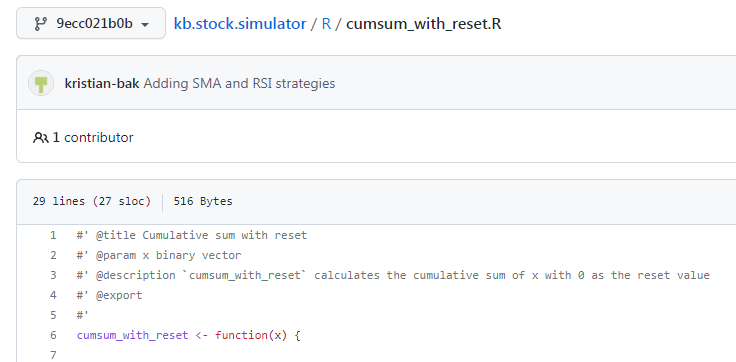 9ecc021b0b kb.stock.simulator / R / cumsum_with_reset.R
kristian-bak Adding SMA and RSI strategies
1 contributor
29 lines (27 sloc) 516 Bytes
1 #' @title Cumulative sum with reset
2 #' @param x binary vector
3 #' @description `cumsum_with_reset` calculates the cumulative sum of x with 0 as the reset value
4 #' @export
5 #'
6 cumsum_with_reset <- function(x) {
7